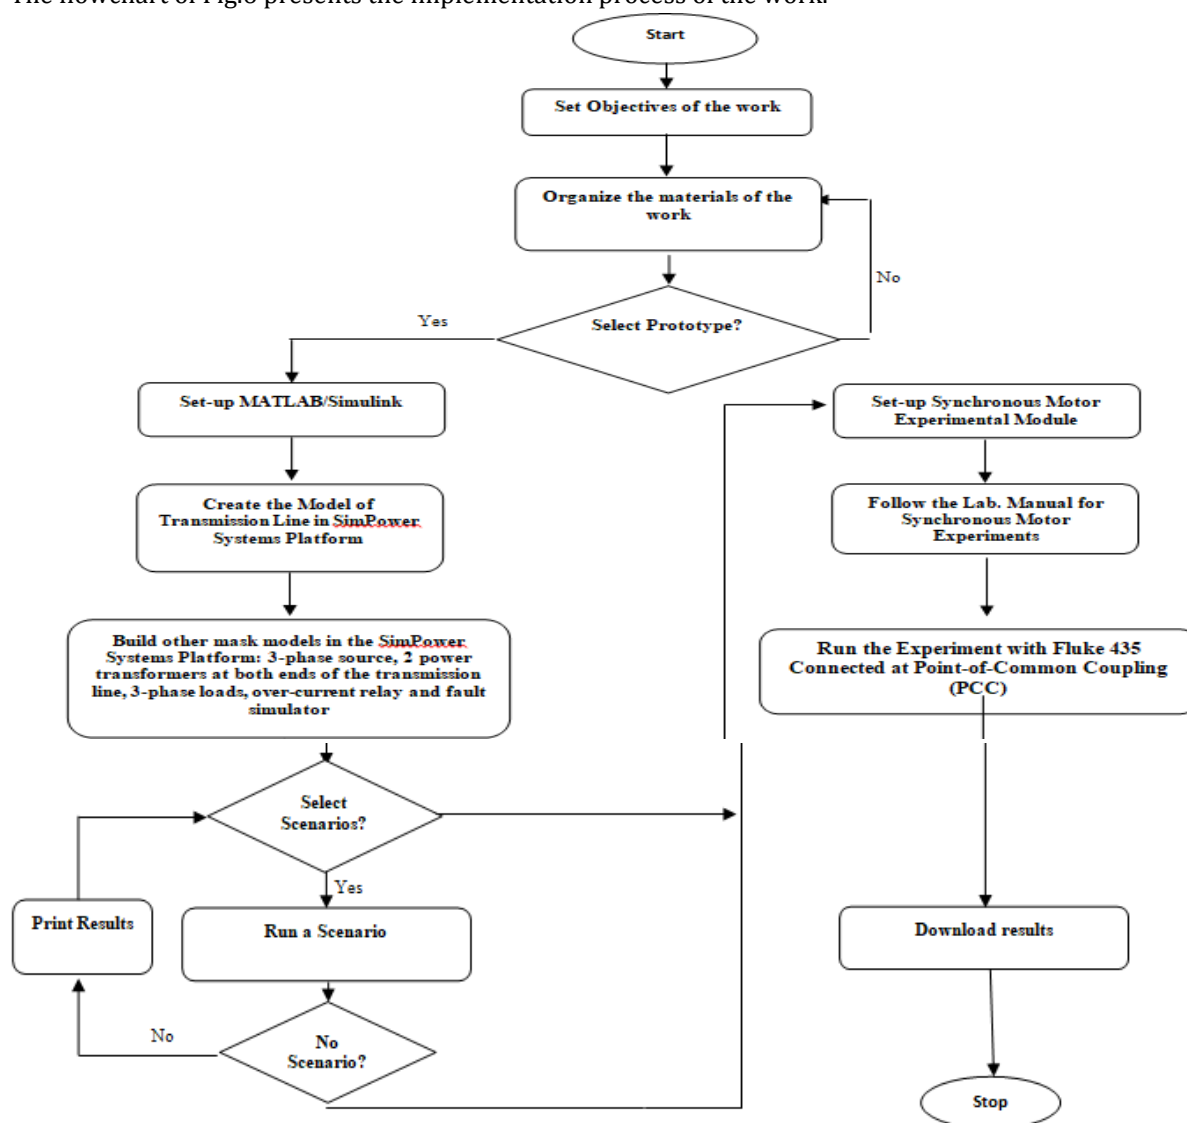 The flowchart of Fig.8 presents the implementation process of the work.
Start
Set Objectives of the work
Organize the materials of the
work
No
Select Prototype?
Yes
Set-up MATLAB/Simulink
Create the Model of
Transmission Line in SimPower
Systems Platform
Build other mask models in the SimPower
Systems Platform: 3-phase source, 2 power
transformers at both ends of the transmission
line, 3-phase loads, over-current relay and fault
simulator
Select
Scenarios?
Yes
Print Results
Run a Scenario
No
No
Scenario?
Set-up Synchronous Motor
Experimental Module
Follow the Lab. Manual for
Synchronous Motor
Experiments
Run the Experiment with Fluke 435
Connected at Point-of-Common Coupling
(PCC)
Download results
Stop